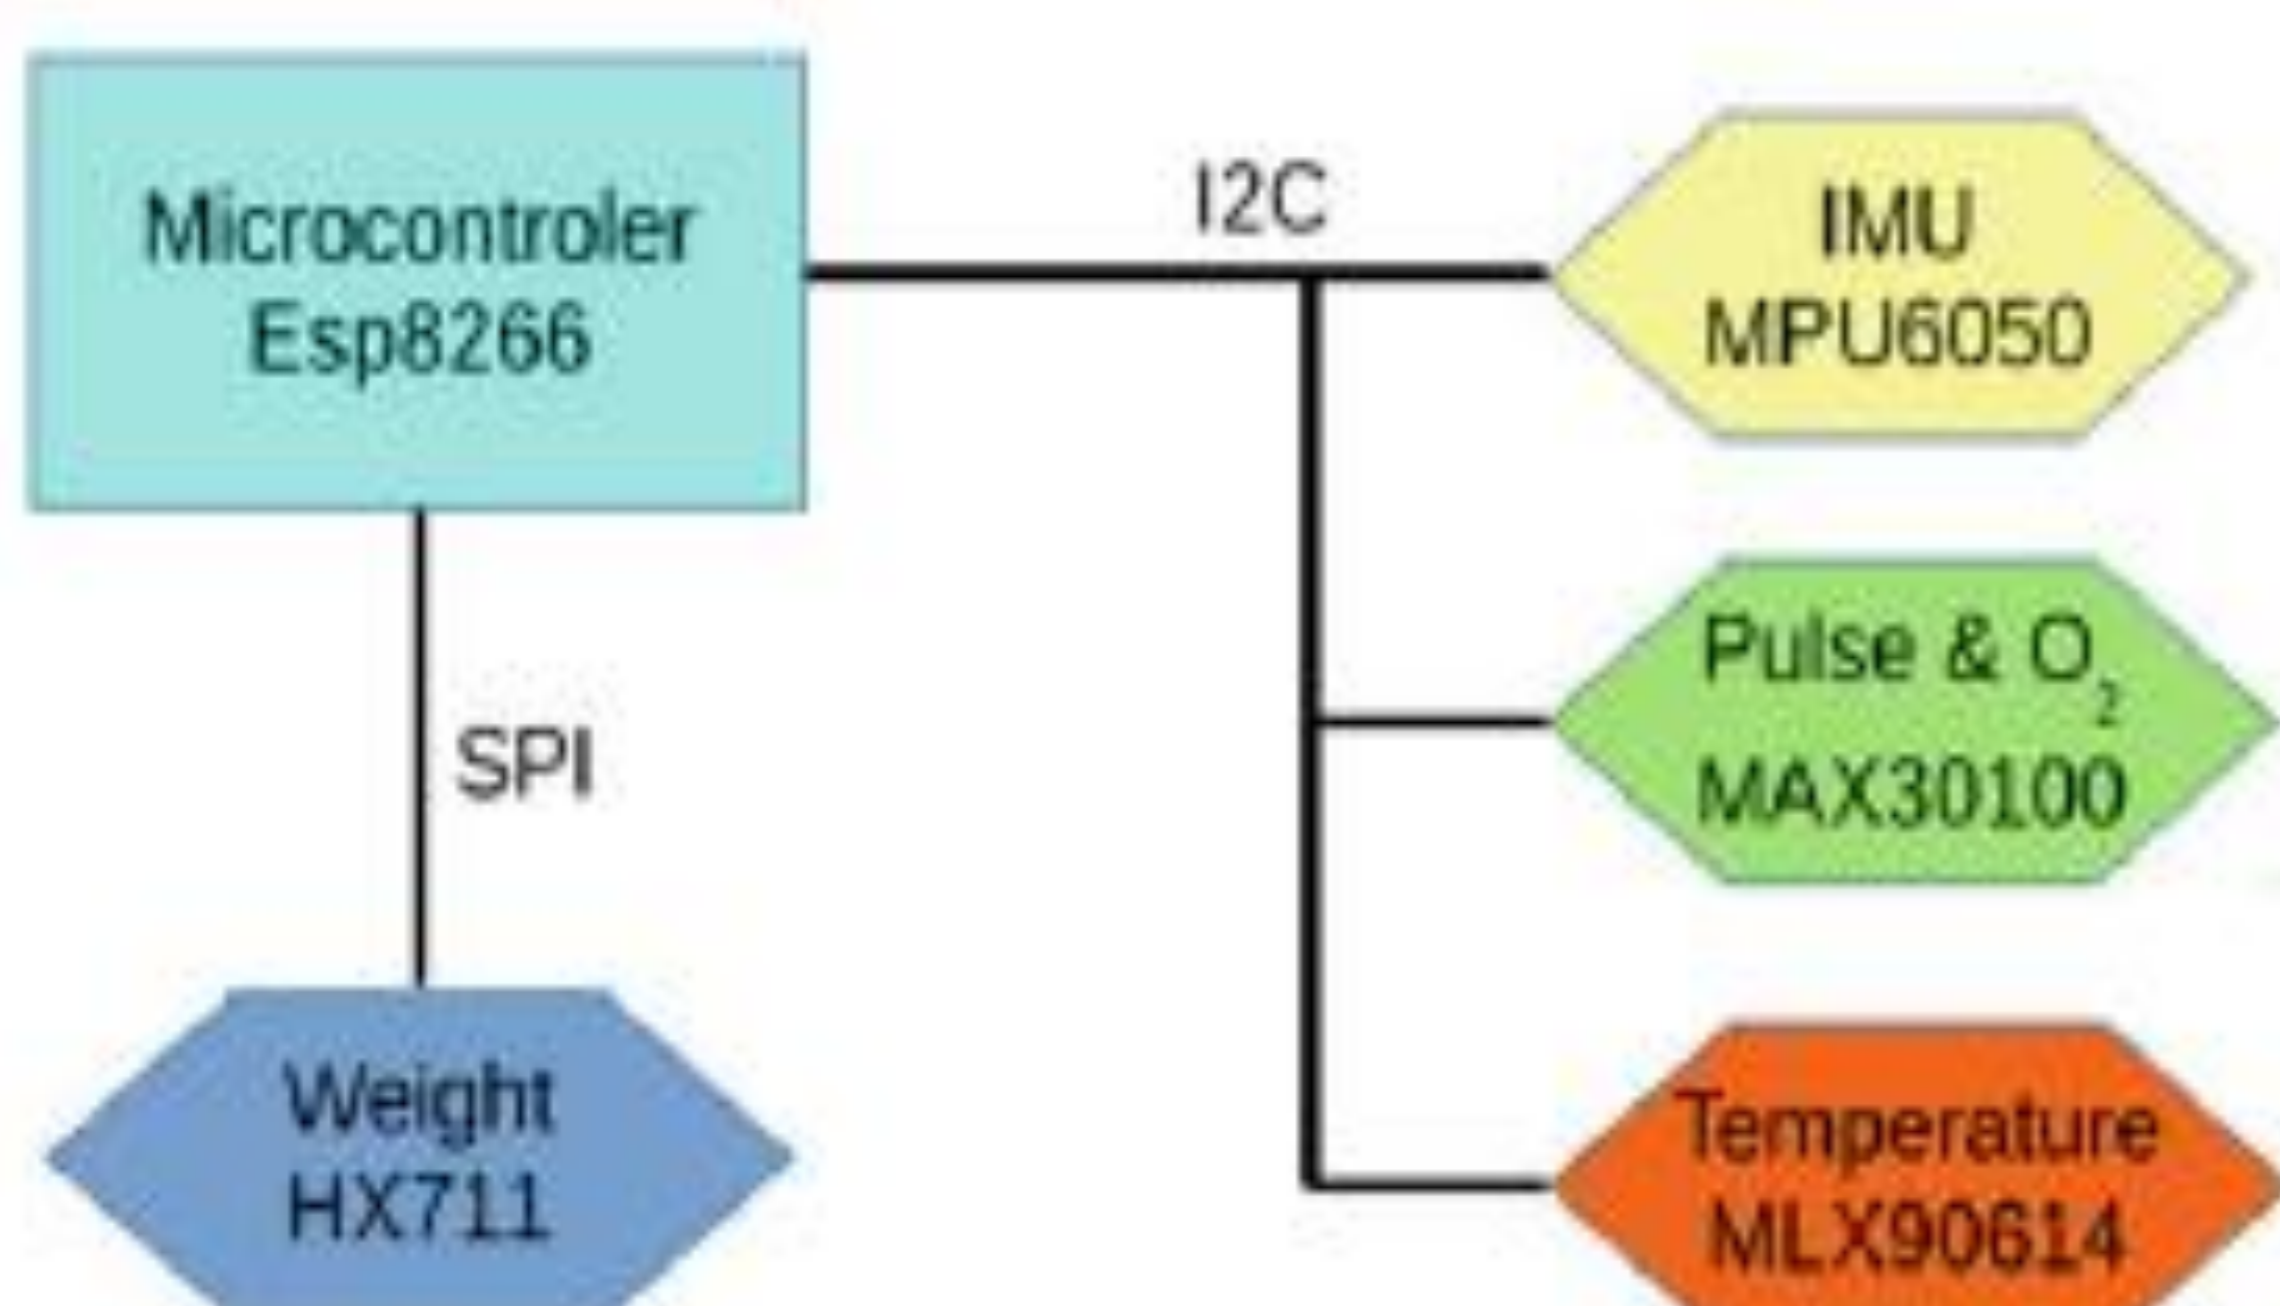 Microcontroler
Esp8266
I2C
IMU
MPU6050
Pulse & O₂
MAX30100
SPI
Weight
HX711
Temperature
MLX90614